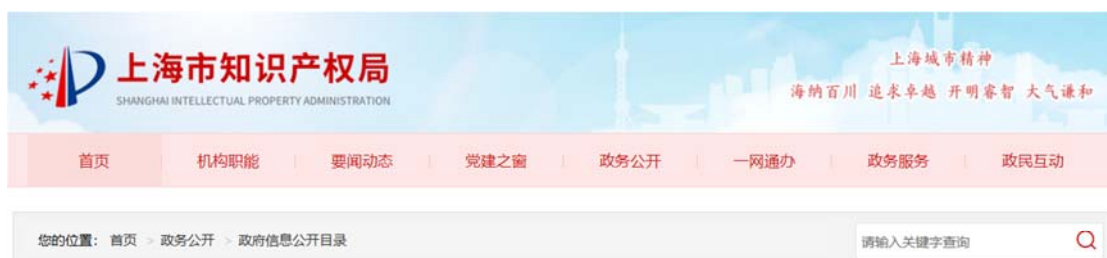 上海市知识产权局
SHANGHAI INTELLECTUAL PROPERTY ADMINISTRATION
上海城市精神
海纳百川 追求卓越 开明睿智 大气谦和
首页 机构职能 要闻动态 党建之窗 政务公开 一网通办 政务服务 政民互动
您的位置： 首页 > 政务公开 > 政府信息公开目录
请输入关键字查询